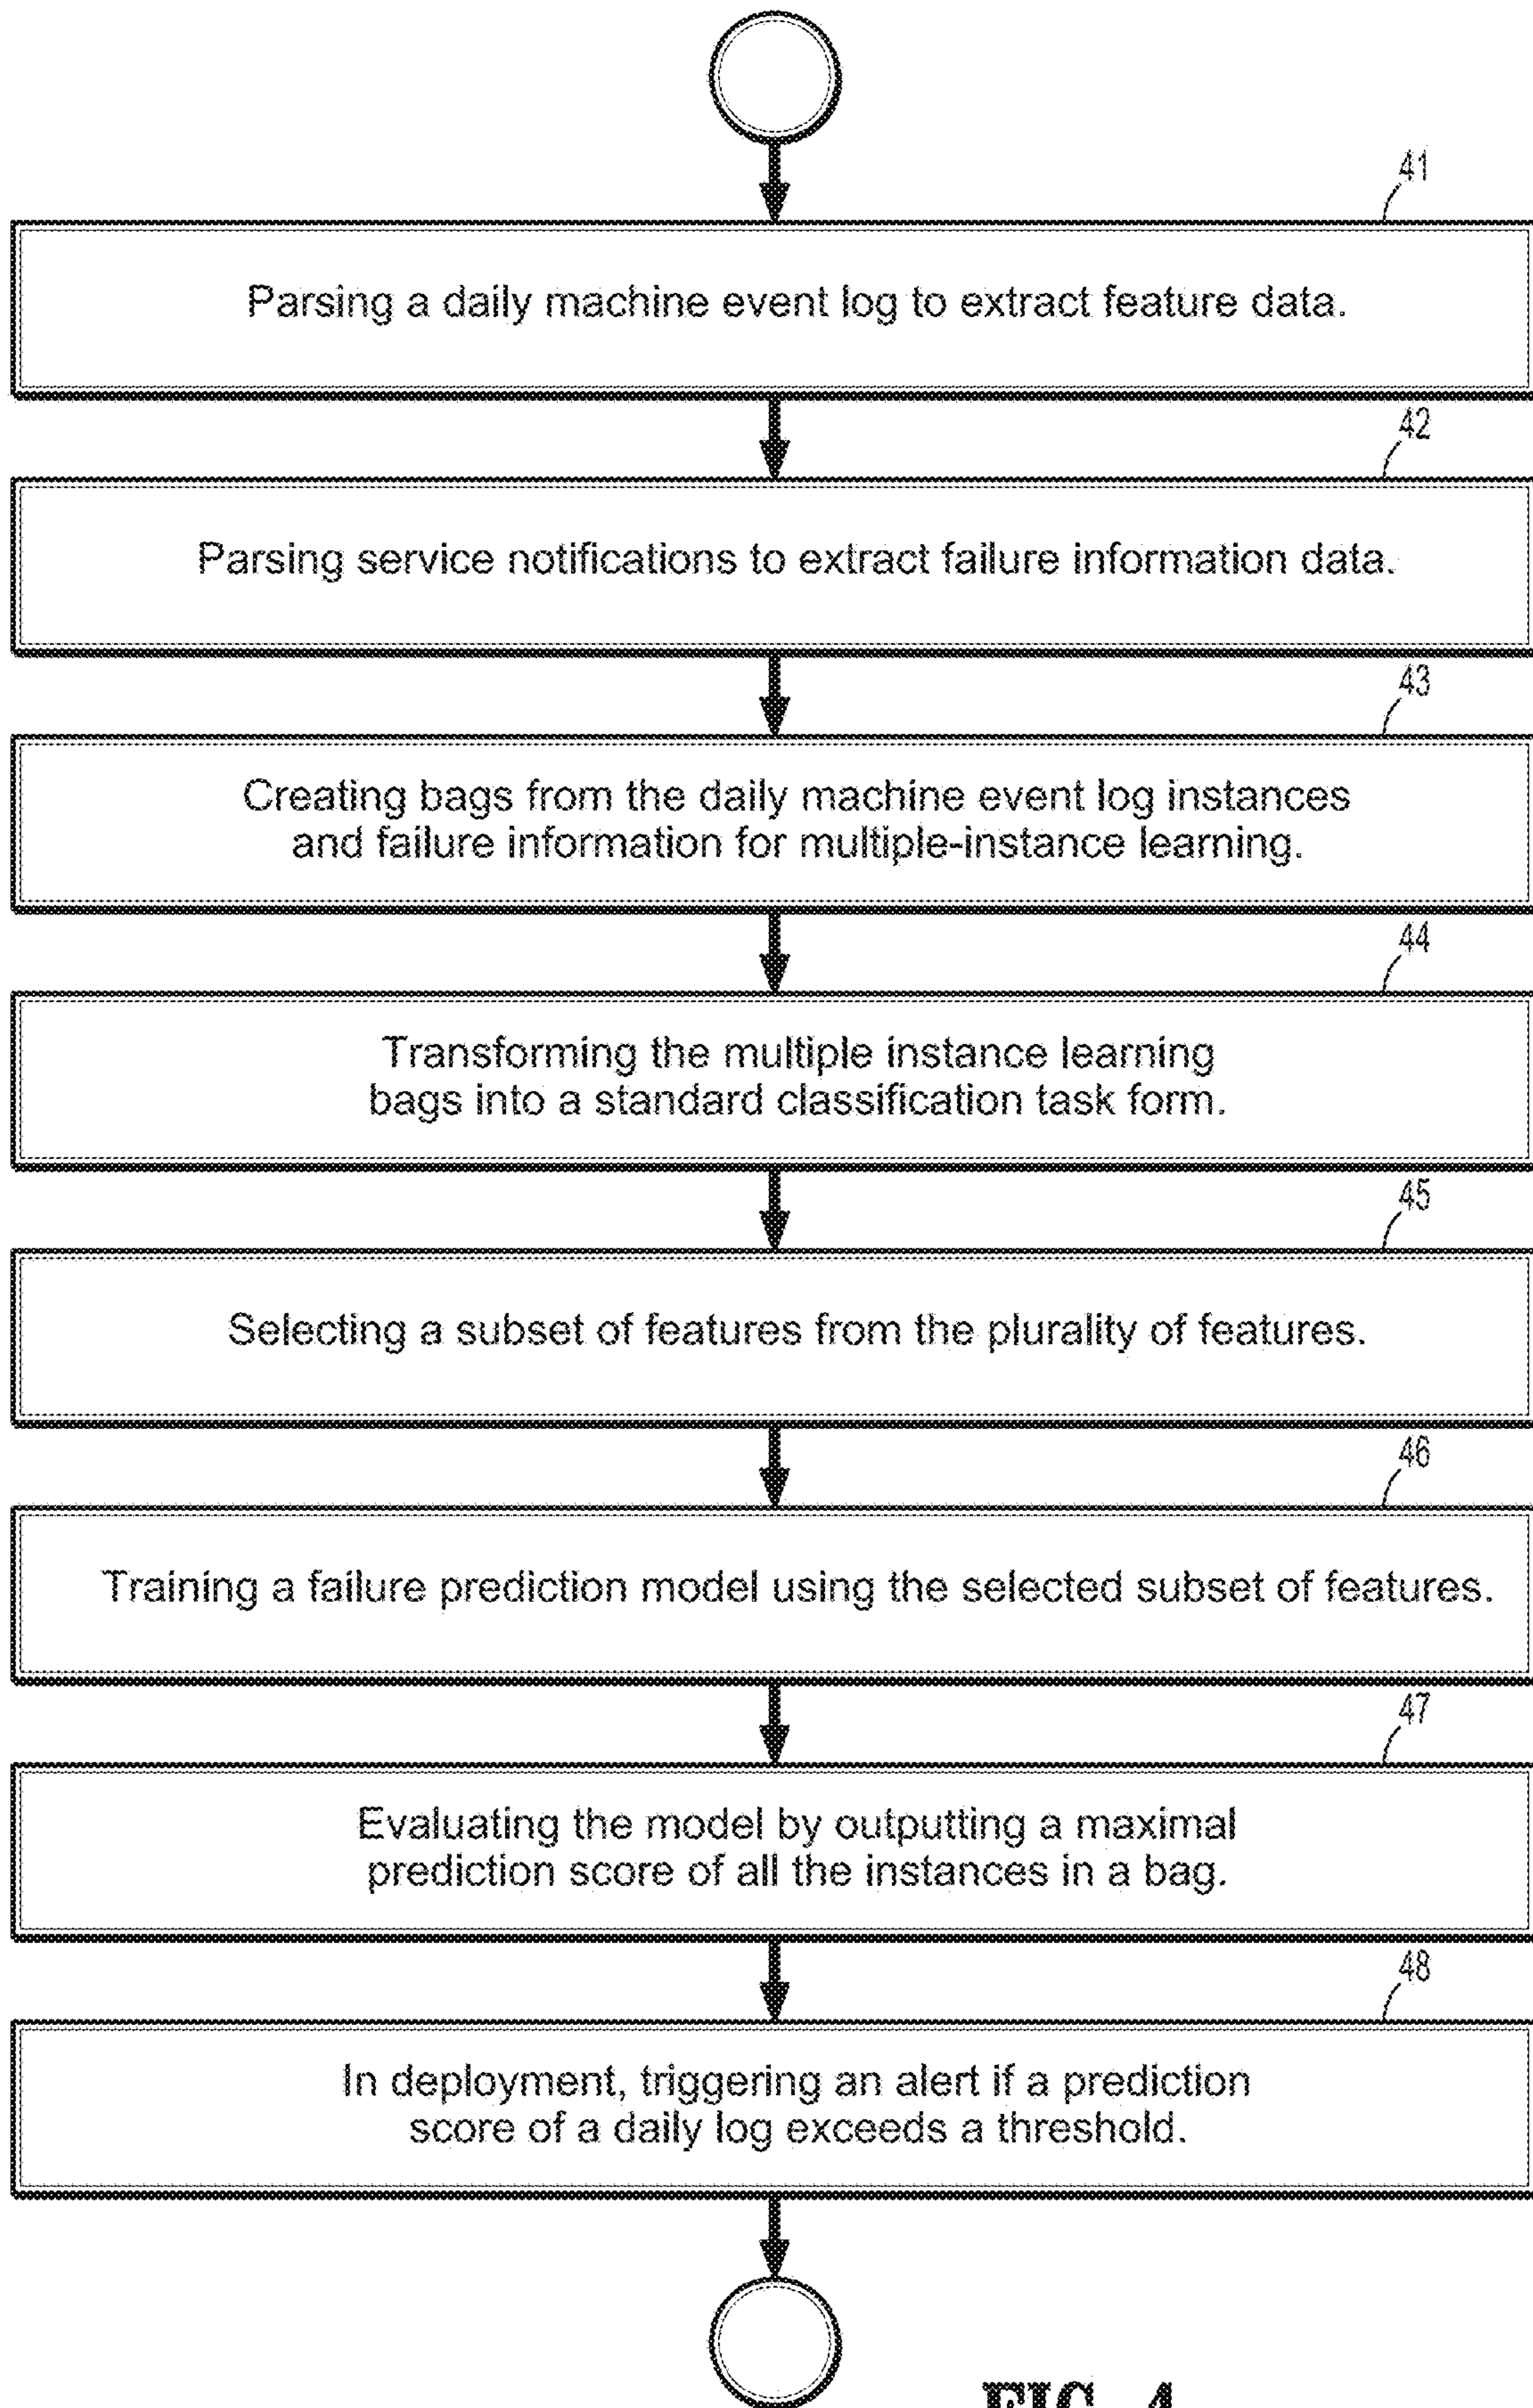 41
Parsing a daily machine event log to extract feature data.
42
Parsing service notifications to extract failure information data.
43
Creating bags from the daily machine event log instances
and failure information for multiple-instance learning.
44
Transforming the multiple instance learning
bags into a standard classification task form.
45
Selecting a subset of features from the plurality of features.
46
Training a failure prediction model using the selected subset of features.
47
Evaluating the model by outputting a maximal
prediction score of all the instances in a bag.
48
In deployment, triggering an alert if a prediction
score of a daily log exceeds a threshold.
FIG. 4